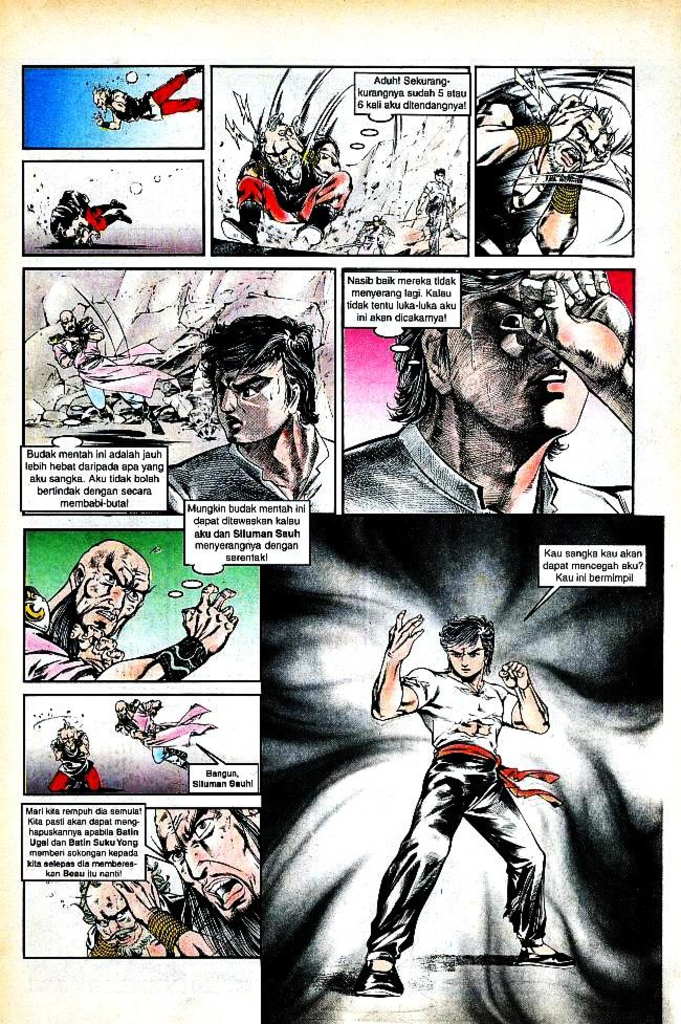 Aduh! Sekurang-
kurangnya sudah 5 atau
6 kali aku ditendangnya!
Nasib baik mereka tidak
menyerang lagi. Kalau
tidak tentu luka-luka aku
ini akan dicakarnya!
Budak mentah ini adalah jauh
lebih hebat daripada apa yang
aku sangka. Aku tidak boleh
bertindak dengan secara
membabi-buta!
Mungkin budak mentah ini
dapat ditewaskan kalau
aku dan Siluman Sauh
menyerangnya dengan
serentak!
Kau sangka kau akan
dapat mencegah aku?
Kau ini bermimpi!
Bangun,
Siluman Sauh!
Mari kita rempuh dia semula!
Kita pasti akan dapat meng-
hapuskannya apabila Batin
Ugal dan Batin Suku Yong
memberi sokongan kepada
kita selepas dia memberes-
kan Beau itu nanti!